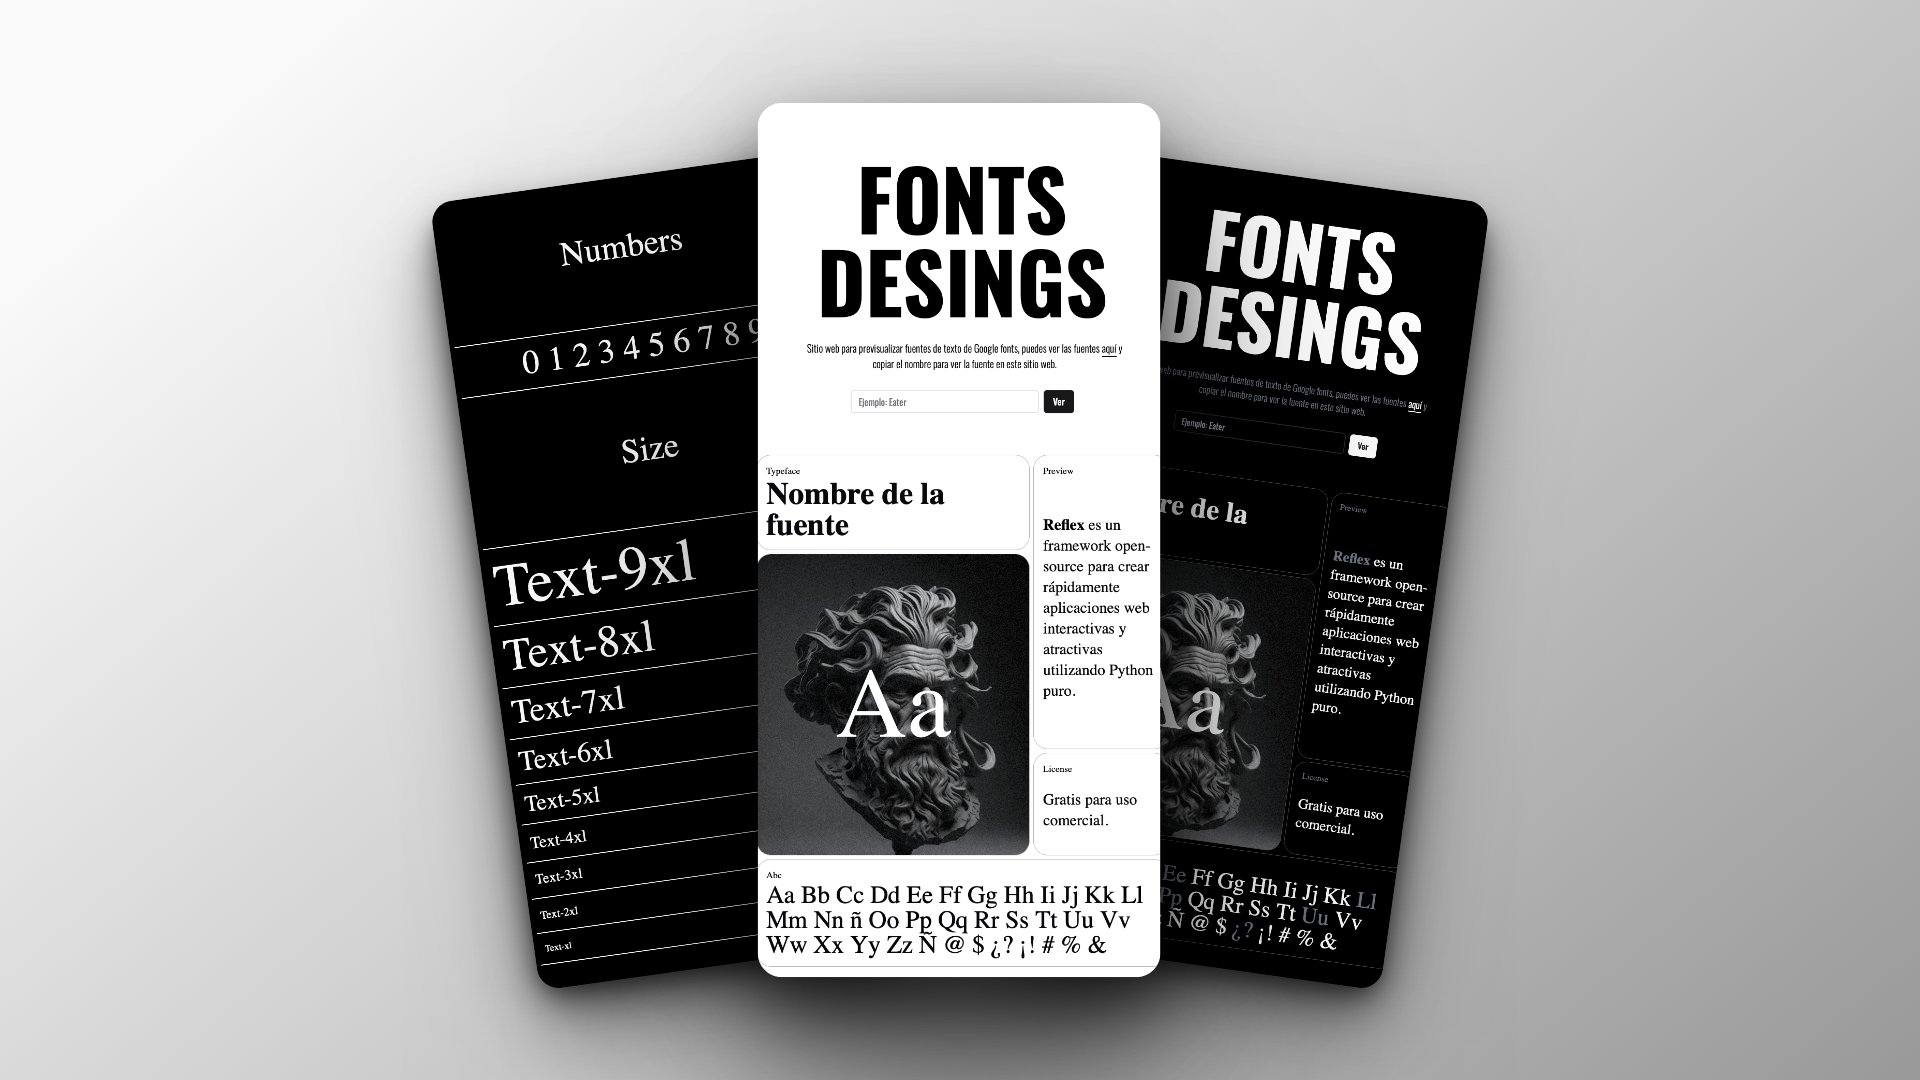 Numbers
0 1 2 3 4 5 6 7 8 9
Size
Text-9xl
Text-8xl
Text-7xl
Text-6xl
Text-5xl
Text-4xl
Text-3xl
Text-2xl
Text-xl
FONTS
DESINGS
Sitio web para previsualizar fuentes de texto de Google fonts, puedes ver las fuentes aquí y
copiar el nombre para ver la fuente en este sitio web.
Ejemplo: Eater
Ver
Typeface
Nombre de la
fuente
Aa
Preview
Reflex es un
framework open-
source para crear
rápidamente
aplicaciones web
interactivas y
atractivas
utilizando Python
puro.
License
Gratis para uso
comercial.
Abc
Aa Bb Cc Dd Ee Ff Gg Hh Ii Jj Kk Ll
Mm Nn ñ Oo Pp Qq Rr Ss Tt Uu Vv
Ww Xx Yy Zz Ñ @ $ ¿? ¡! # % &
FONTS
DESINGS
web para previsualizar fuentes de texto de Google fonts, puedes ver las fuentes aquí y
copiar el nombre para ver la fuente en este sitio web.
Ejemplo: Eater
Ver
re de la
Aa
Preview
Reflex es un
framework open-
source para crear
rápidamente
aplicaciones web
interactivas y
atractivas
utilizando Python
puro.
License
Gratis para uso
comercial.
Ee Ff Gg Hh Ii Jj Kk Ll
Pp Qq Rr Ss Tt Uu Vv
Ñ @ $ ¿? ¡! # % &